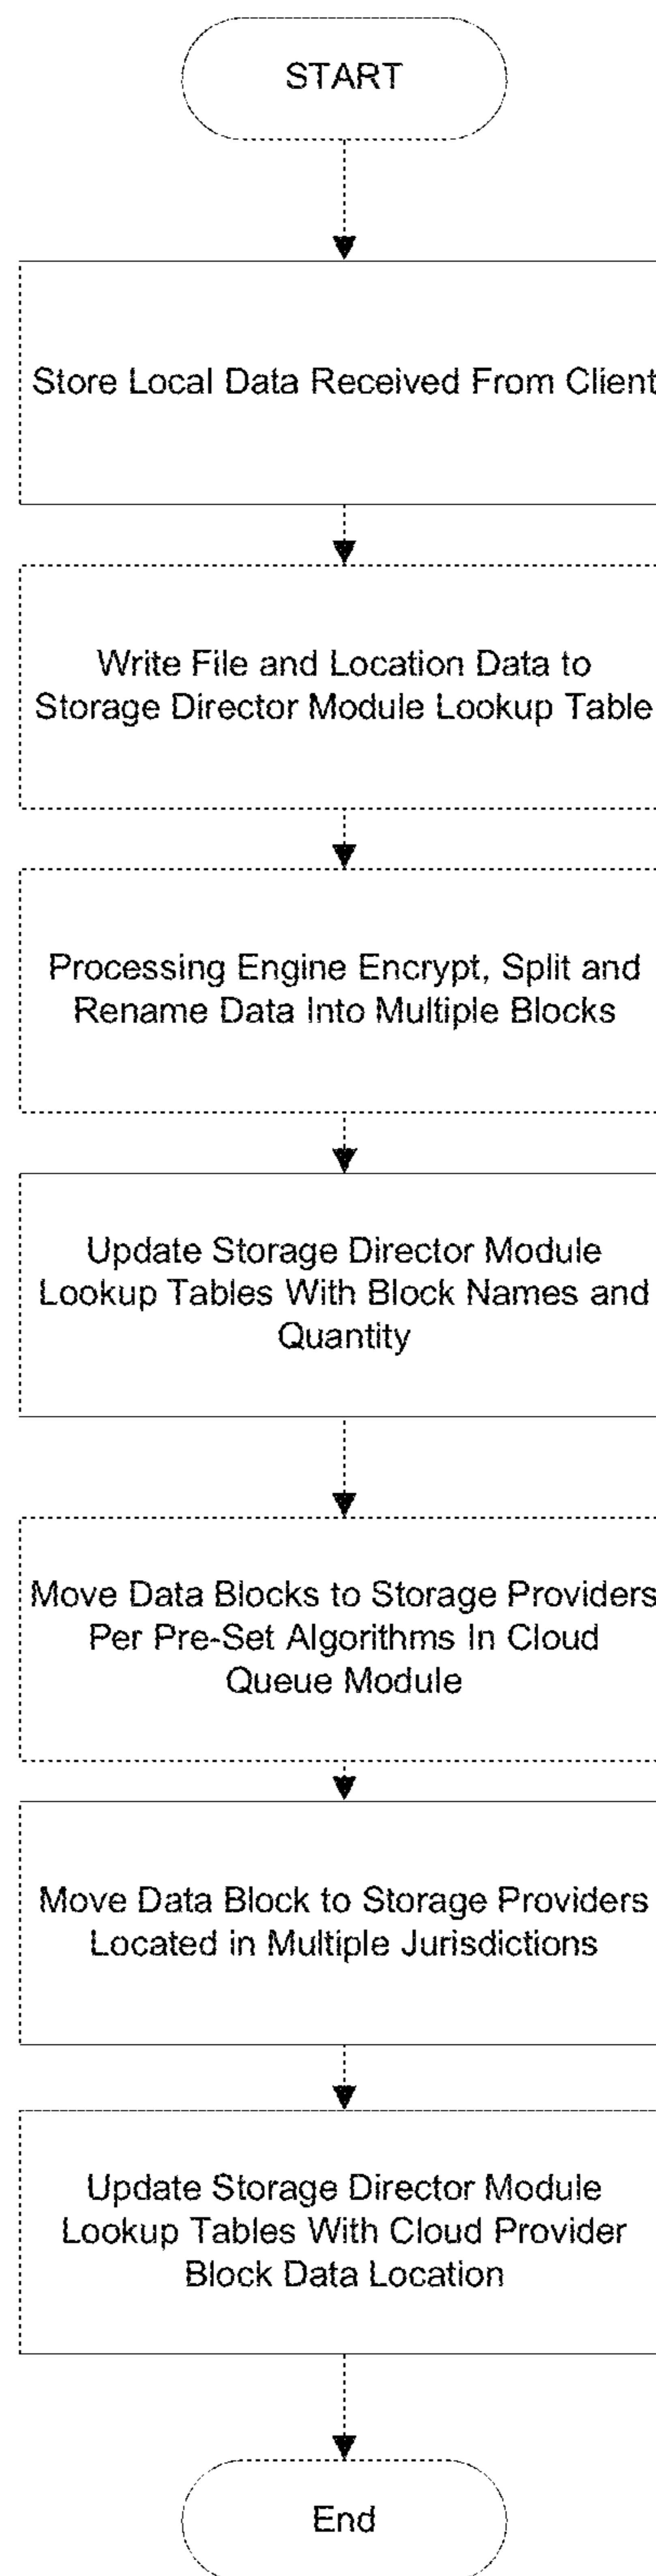 START
Store Local Data Received From Client
Write File and Location Data to
Storage Director Module Lookup Table
Processing Engine Encrypt, Split and
Rename Data Into Multiple Blocks
Update Storage Director Module
Lookup Tables With Block Names and
Quantity
Move Data Blocks to Storage Providers
Per Pre-Set Algorithms In Cloud
Queue Module
Move Data Block to Storage Providers
Located in Multiple Jurisdictions
Update Storage Director Module
Lookup Tables With Cloud Provider
Block Data Location
End